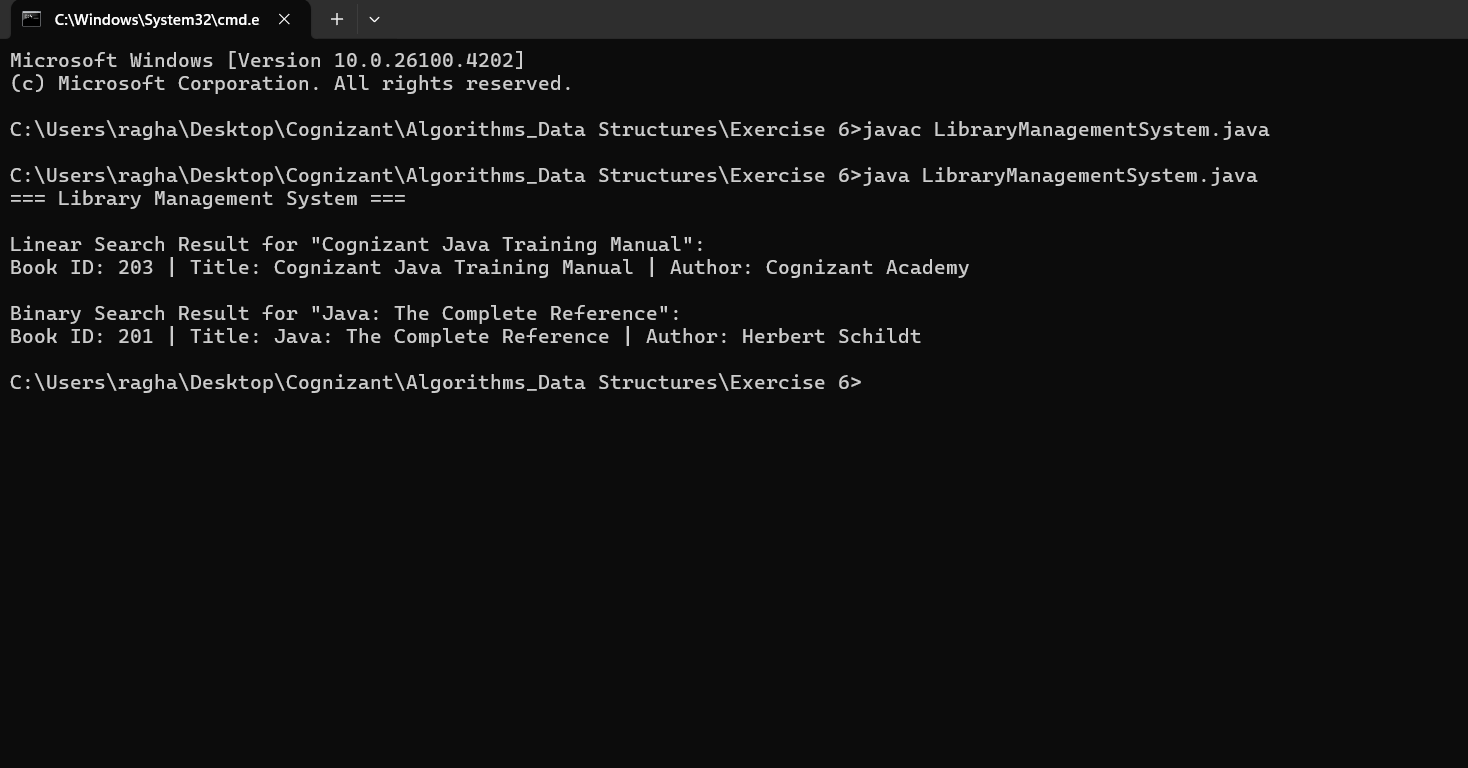 C:\Windows\System32\cmd.e
Microsoft Windows [Version 10.0.26100.4202]
(c) Microsoft Corporation. All rights reserved.
C:\Users\ragha\Desktop\Cognizant\Algorithms_Data Structures\Exercise 6>javac LibraryManagementSystem.java
C:\Users\ragha\Desktop\Cognizant\Algorithms_Data Structures\Exercise 6>java LibraryManagementSystem.java
=== Library Management System ===
Linear Search Result for "Cognizant Java Training Manual":
Book ID: 203 | Title: Cognizant Java Training Manual | Author: Cognizant Academy
Binary Search Result for "Java: The Complete Reference":
Book ID: 201 | Title: Java: The Complete Reference | Author: Herbert Schildt
C:\Users\ragha\Desktop\Cognizant\Algorithms_Data Structures\Exercise 6>